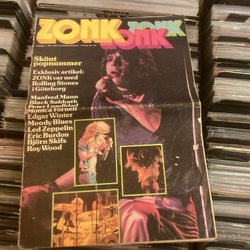 ZONK
ZONK
ZONK
Skönt
popnummer
Exklusiv artikel:
ZONK var med
Rolling Stones
i Göteborg
Manfred Mann
Black Sabbath
Peter Lundblad
Monica Törnell
Edgar Winter
Moody Blues
Led Zeppelin
Eric Burdon
Björn Skifs
Roy Wood